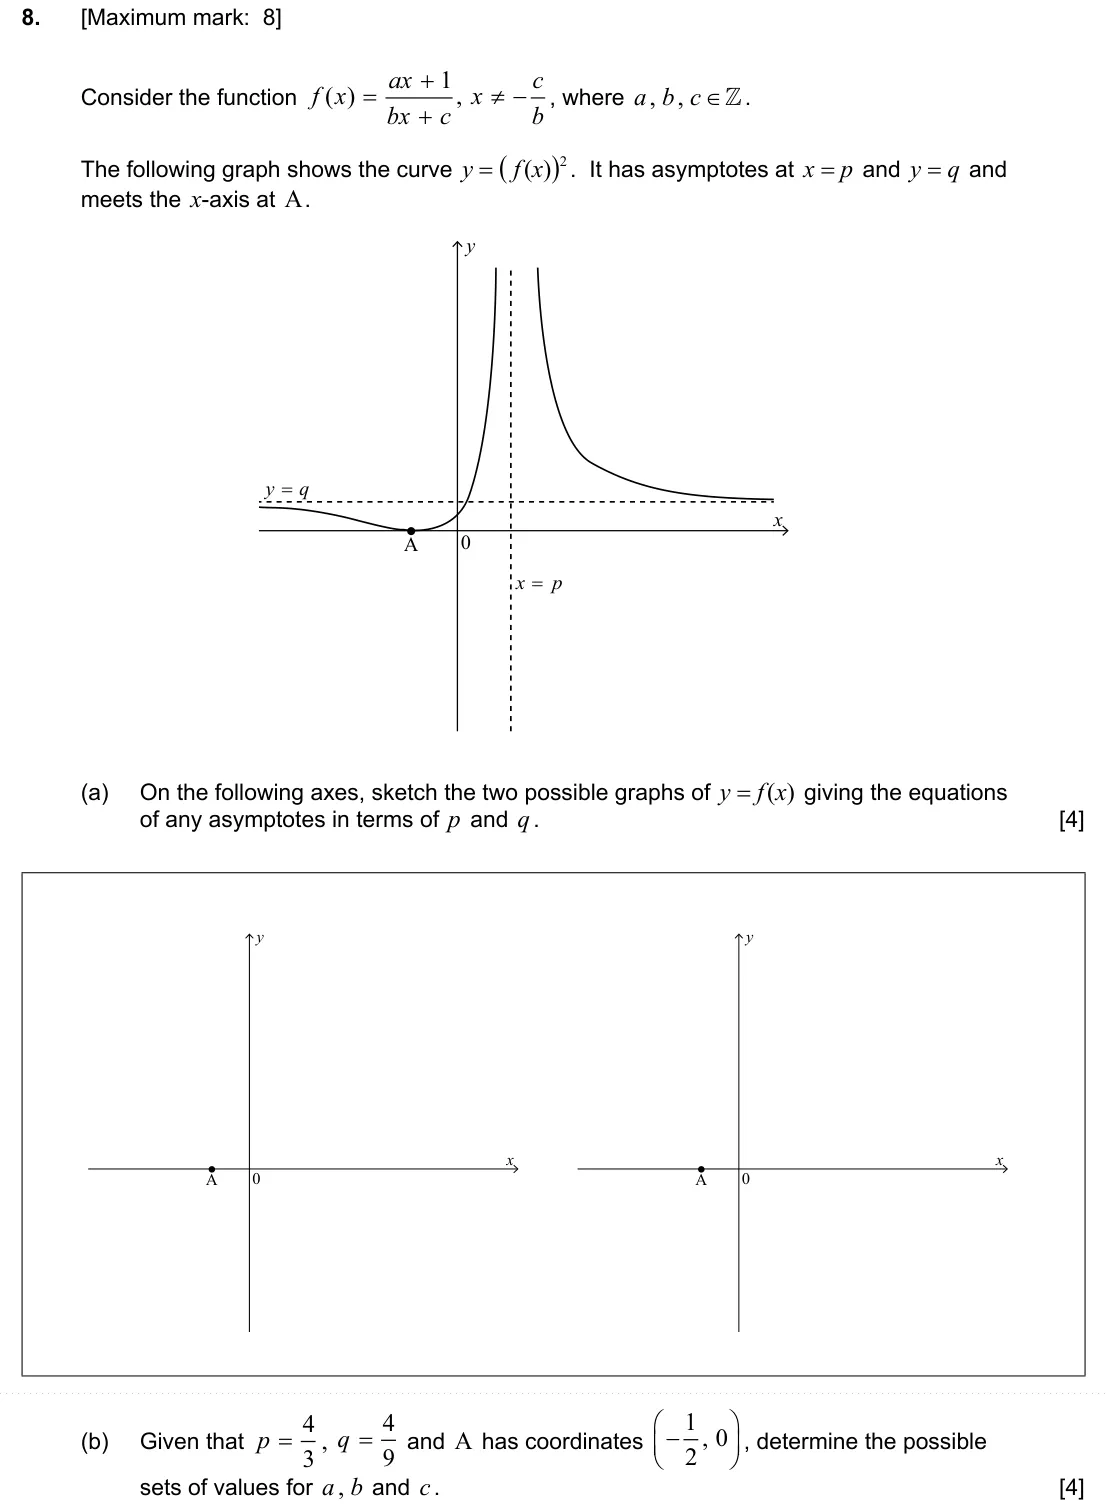 8. [Maximum mark: 8]
Consider the function f(x) = (ax + 1)/(bx + c), x ≠ −c/b, where a, b, c ∈ ℤ.
The following graph shows the curve y = (f(x))². It has asymptotes at x = p and y = q and
meets the x-axis at A.
y
y = q
x
A
0
x = p
(a) On the following axes, sketch the two possible graphs of y = f(x) giving the equations
of any asymptotes in terms of p and q. [4]
y y
x x
A 0 A 0
(b) Given that p = 4/3, q = 4/9 and A has coordinates (−1/2, 0), determine the possible
sets of values for a, b and c. [4]